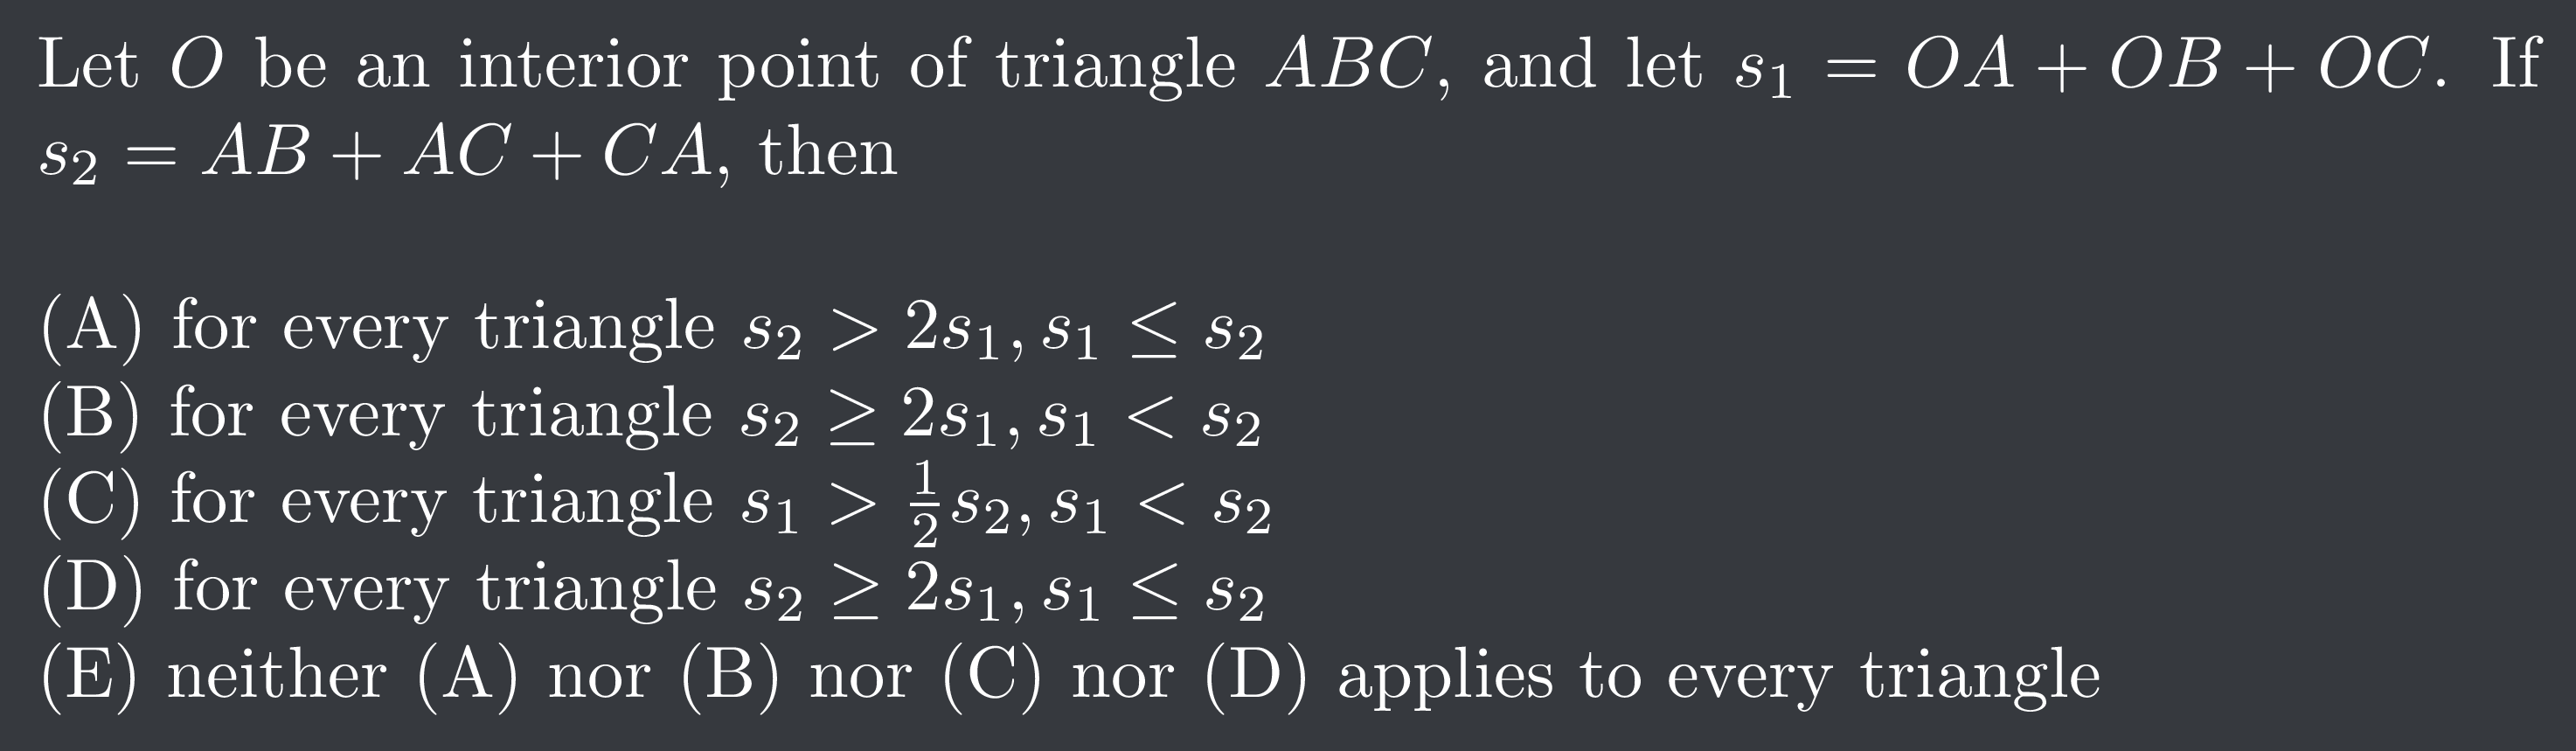 Let O be an interior point of triangle ABC, and let s₁ = OA + OB + OC. If
s₂ = AB + AC + CA, then
(A) for every triangle s₂ > 2s₁, s₁ ≤ s₂
(B) for every triangle s₂ ≥ 2s₁, s₁ < s₂
(C) for every triangle s₁ > ½s₂, s₁ < s₂
(D) for every triangle s₂ ≥ 2s₁, s₁ ≤ s₂
(E) neither (A) nor (B) nor (C) nor (D) applies to every triangle